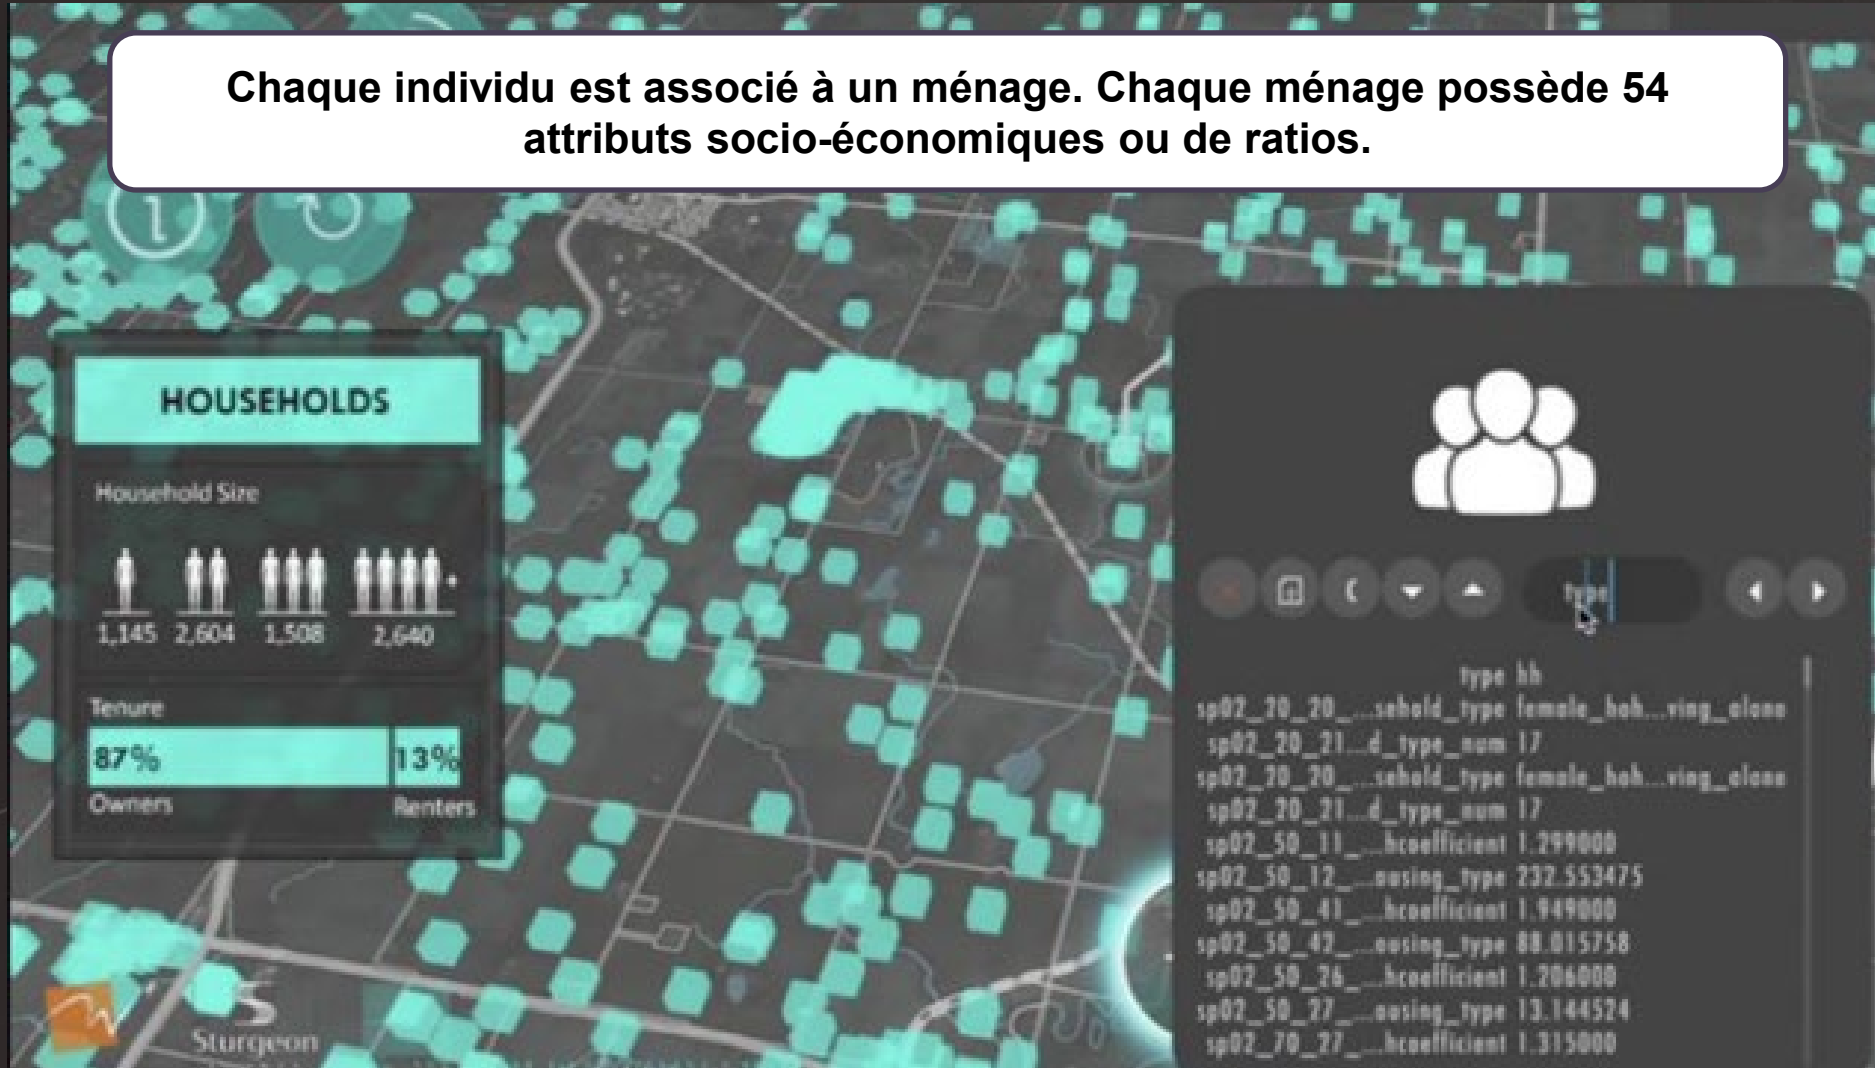 Chaque individu est associé à un ménage. Chaque ménage possède 54
attributs socio-économiques ou de ratios.
HOUSEHOLDS
Household Size
1,145 2,604 1,508 2,640
Tenure
87% 13%
Owners Renters
Sturgeon
type
type hh
sp02_20_20_...sehold_type female_hoh...ving_alone
sp02_20_21...d_type_num 17
sp02_20_20_...sehold_type female_hoh...ving_alone
sp02_20_21...d_type_num 17
sp02_50_11_...hcoefficient 1.299000
sp02_50_12_...ousing_type 232.553475
sp02_50_41_...hcoefficient 1.949000
sp02_50_42_...ousing_type 88.015758
sp02_50_26_...hcoefficient 1.206000
sp02_50_27_...ousing_type 13.144524
sp02_70_27_...hcoefficient 1.315000